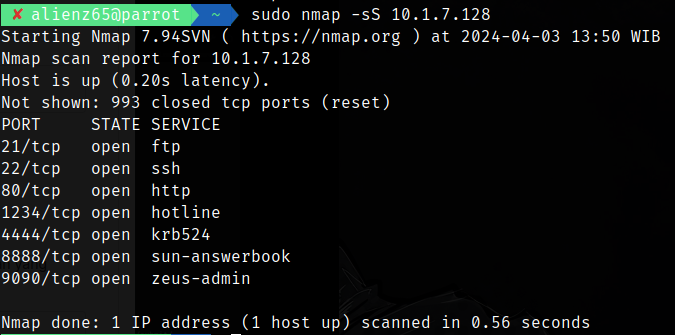 ✘ alienz65@parrot ~ sudo nmap -sS 10.1.7.128
Starting Nmap 7.94SVN ( https://nmap.org ) at 2024-04-03 13:50 WIB
Nmap scan report for 10.1.7.128
Host is up (0.20s latency).
Not shown: 993 closed tcp ports (reset)
PORT     STATE SERVICE
21/tcp   open  ftp
22/tcp   open  ssh
80/tcp   open  http
1234/tcp open  hotline
4444/tcp open  krb524
8888/tcp open  sun-answerbook
9090/tcp open  zeus-admin
Nmap done: 1 IP address (1 host up) scanned in 0.56 seconds